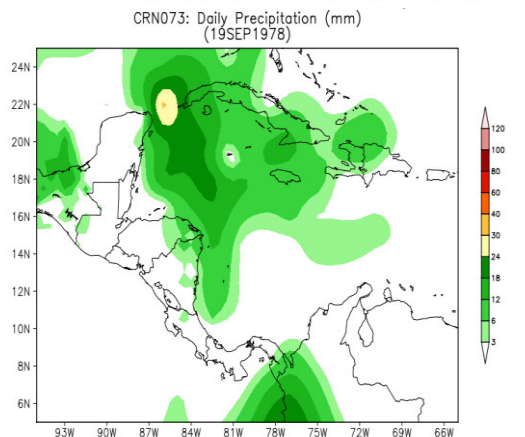 CRN073: Daily Precipitation (mm)
(19SEP1978)
24N
22N
20N
18N
16N
14N
12N
10N
8N
6N
93W 90W 87W 84W 81W 78W 75W 72W 69W 66W
120
100
80
60
40
30
24
18
12
6
3